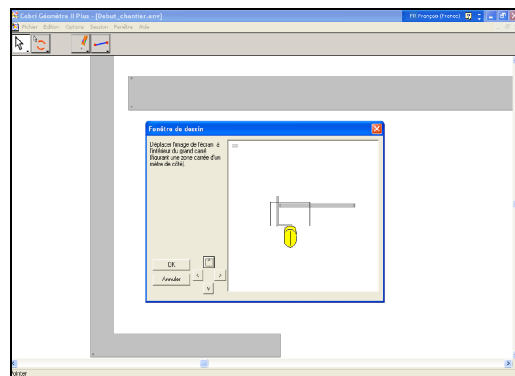 Cabri Géomètre II Plus - [Debut_chantier.env]
FR Français (France)
Fichier Edition Options Session Fenêtre Aide
Fenêtre de dessin
Déplacer l'image de l'écran à
l'intérieur du grand carré
(figurant une zone carrée d'un
mètre de côté).
OK
Annuler
< >
v
Pointer